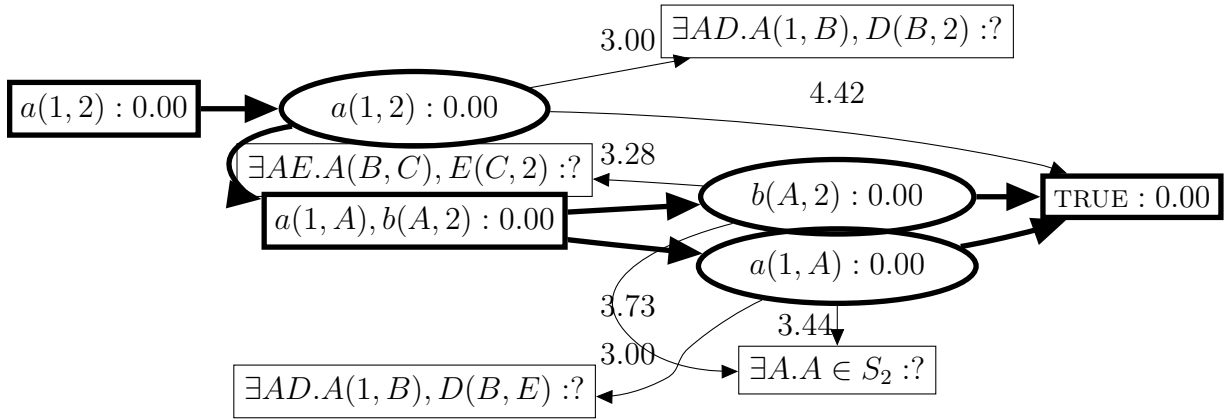 3.00
∃AD.A(1, B), D(B, 2) :?
a(1, 2) : 0.00
a(1, 2) : 0.00
4.42
∃AE.A(B, C), E(C, 2) :?
3.28
b(A, 2) : 0.00
TRUE : 0.00
a(1, A), b(A, 2) : 0.00
a(1, A) : 0.00
3.73
3.44
3.00
∃A.A ∈ S₂ :?
∃AD.A(1, B), D(B, E) :?